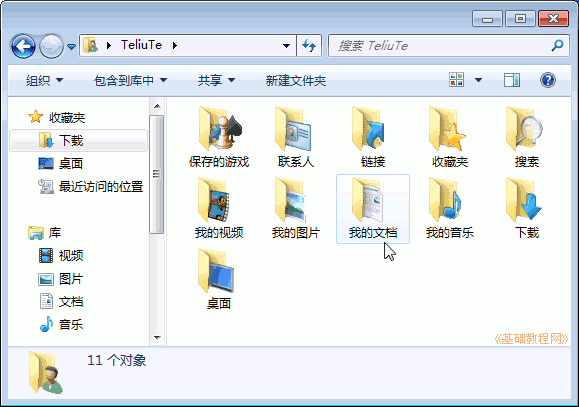 TeliuTe
搜索 TeliuTe
组织 包含到库中 共享 新建文件夹
收藏夹
下载
桌面
最近访问的位置
库
视频
图片
文档
音乐
保存的游戏 联系人 链接 收藏夹 搜索
我的视频 我的图片 我的文档 我的音乐 下载
桌面
《基础教程网》
11 个对象